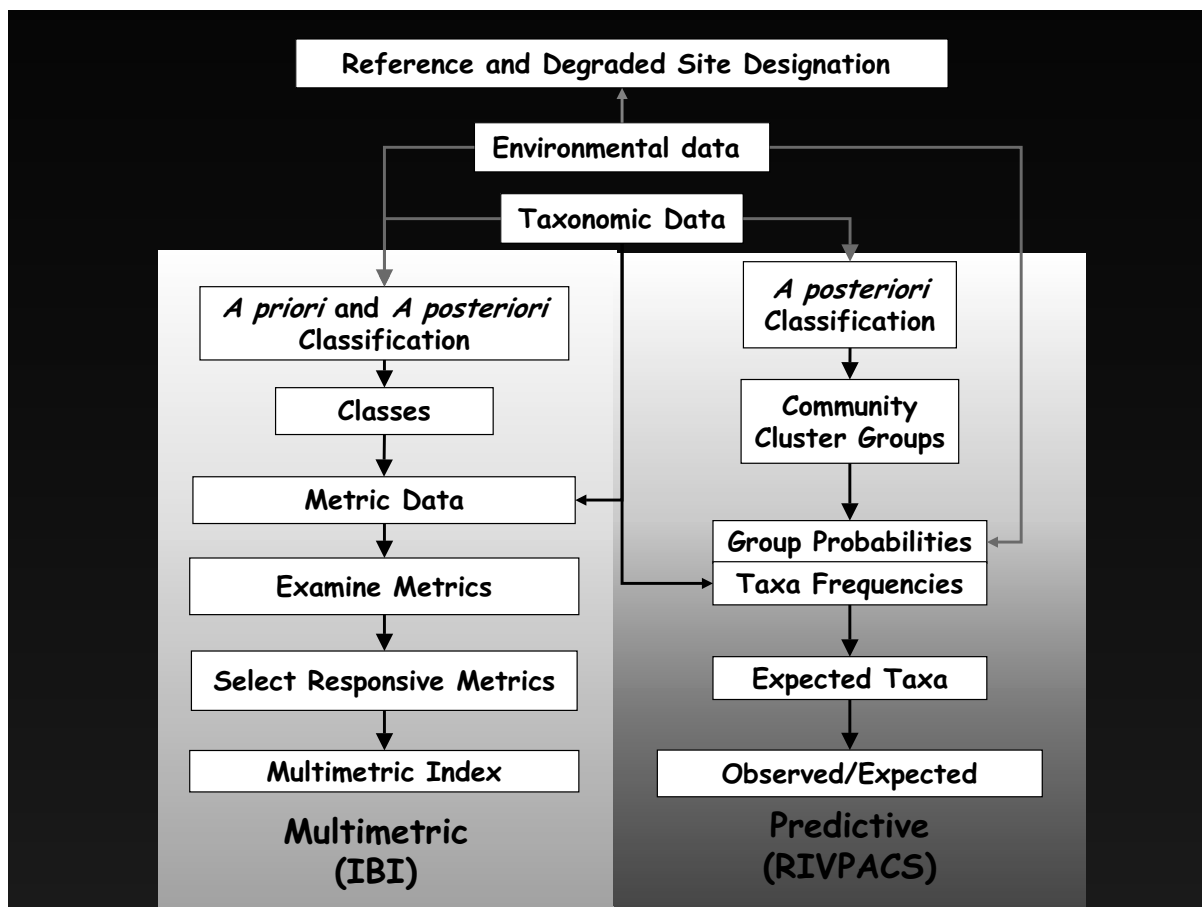 Reference and Degraded Site Designation
Environmental data
Taxonomic Data
A priori and A posteriori
Classification
Classes
Metric Data
Examine Metrics
Select Responsive Metrics
Multimetric Index
Multimetric
(IBI)
A posteriori
Classification
Community
Cluster Groups
Group Probabilities
Taxa Frequencies
Expected Taxa
Observed/Expected
Predictive
(RIVPACS)